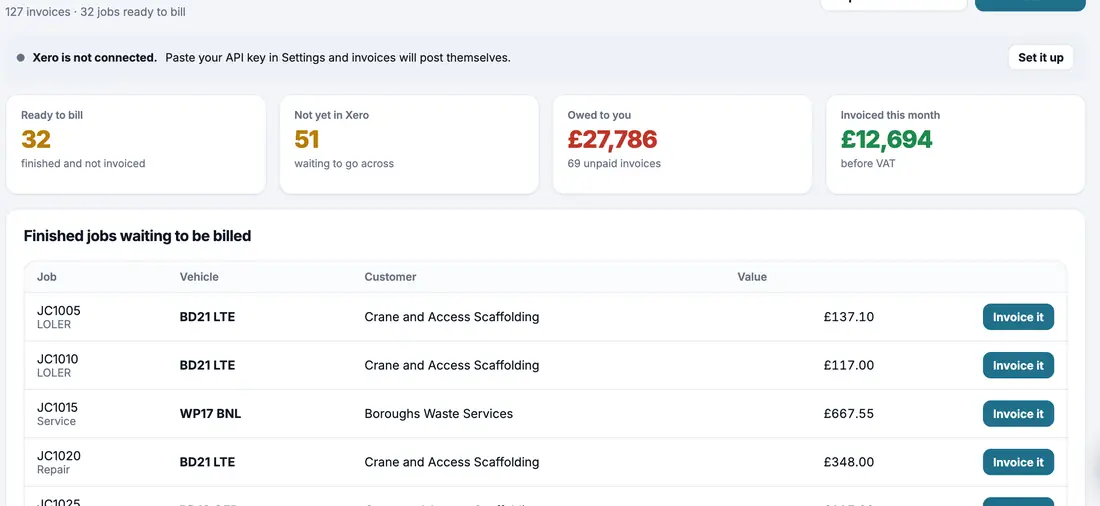 127 invoices · 32 jobs ready to bill
Xero is not connected. Paste your API key in Settings and invoices will post themselves.
Set it up
Ready to bill
32
finished and not invoiced
Not yet in Xero
51
waiting to go across
Owed to you
£27,786
69 unpaid invoices
Invoiced this month
£12,694
before VAT
Finished jobs waiting to be billed
Job Vehicle Customer Value
JC1005 BD21 LTE Crane and Access Scaffolding £137.10 Invoice it
LOLER
JC1010 BD21 LTE Crane and Access Scaffolding £117.00 Invoice it
LOLER
JC1015 WP17 BNL Boroughs Waste Services £667.55 Invoice it
Service
JC1020 BD21 LTE Crane and Access Scaffolding £348.00 Invoice it
Repair
JC1025